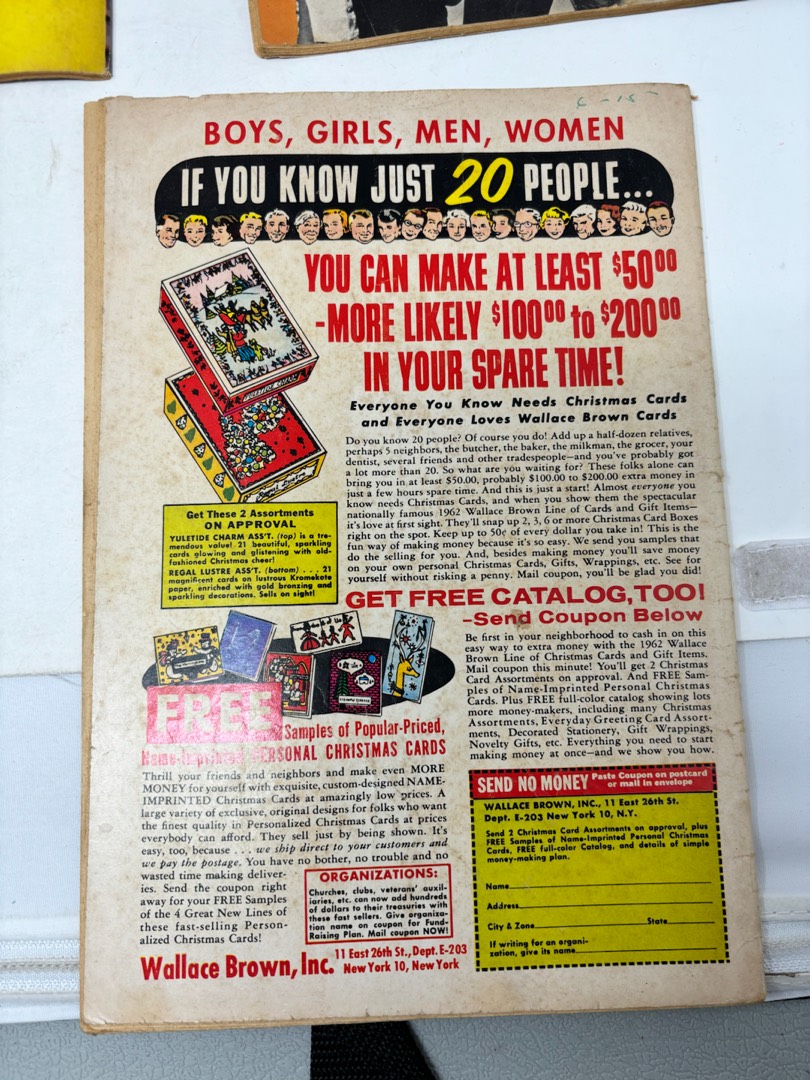 6-15
BOYS, GIRLS, MEN, WOMEN
IF YOU KNOW JUST 20 PEOPLE...
YOU CAN MAKE AT LEAST $5000
-MORE LIKELY $10000 to $20000
IN YOUR SPARE TIME!
Everyone You Know Needs Christmas Cards
and Everyone Loves Wallace Brown Cards
Do you know 20 people? Of course you do! Add up a half-dozen relatives,
perhaps 5 neighbors, the butcher, the baker, the milkman, the grocer, your
dentist, several friends and other tradespeople—and you've probably got
a lot more than 20. So what are you waiting for? These folks alone can
bring you in at least $50.00, probably $100.00 to $200.00 extra money in
just a few hours spare time. And this is just a start! Almost everyone you
know needs Christmas Cards, and when you show them the spectacular
nationally famous 1962 Wallace Brown Line of Cards and Gift Items—
it's love at first sight. They'll snap up 2, 3, 6 or more Christmas Card Boxes
right on the spot. Keep up to 50¢ of every dollar you take in! This is the
fun way of making money because it's so easy. We send you samples that
do the selling for you. And, besides making money you'll save money
on your own personal Christmas Cards, Gifts, Wrappings, etc. See for
yourself without risking a penny. Mail coupon, you'll be glad you did!
Get These 2 Assortments
ON APPROVAL
YULETIDE CHARM ASS'T. (top) is a tre-
mendous value! 21 beautiful, sparkling
cards glowing and glistening with old-
fashioned Christmas cheer!
REGAL LUSTRE ASS'T. (bottom) . . . 21
magnificent cards on lustrous Kromekote
paper, enriched with gold bronzing and
sparkling decorations. Sells on sight!
GET FREE CATALOG, TOO!
—Send Coupon Below
Be first in your neighborhood to cash in on this
easy way to extra money with the 1962 Wallace
Brown Line of Christmas Cards and Gift Items.
Mail coupon this minute! You'll get 2 Christmas
Card Assortments on approval. And FREE Sam-
ples of Name-Imprinted Personal Christmas
Cards. Plus FREE full-color catalog showing lots
more money-makers, including many Christmas
Assortments, Everyday Greeting Card Assort-
ments, Decorated Stationery, Gift Wrappings,
Novelty Gifts, etc. Everything you need to start
making money at once—and we show you how.
FREE
Samples of Popular-Priced,
Name-Imprinted PERSONAL CHRISTMAS CARDS
Thrill your friends and neighbors and make even MORE
MONEY for yourself with exquisite, custom-designed NAME-
IMPRINTED Christmas Cards at amazingly low prices. A
large variety of exclusive, original designs for folks who want
the finest quality in Personalized Christmas Cards at prices
everybody can afford. They sell just by being shown. It's
easy, too, because . . . we ship direct to your customers and
we pay the postage. You have no bother, no trouble and no
wasted time making deliver-
ies. Send the coupon right
away for your FREE Samples
of the 4 Great New Lines of
these fast-selling Person-
alized Christmas Cards!
ORGANIZATIONS:
Churches, clubs, veterans' auxil-
iaries, etc. can now add hundreds
of dollars to their treasuries with
these fast sellers. Give organiza-
tion name on coupon for Fund-
Raising Plan. Mail coupon NOW!
Wallace Brown, Inc. 11 East 26th St., Dept. E-203
New York 10, New York
SEND NO MONEY Paste Coupon on postcard
or mail in envelope
WALLACE BROWN, INC., 11 East 26th St.
Dept. E-203 New York 10, N.Y.
Send 2 Christmas Card Assortments on approval, plus
FREE Samples of Name-Imprinted Personal Christmas
Cards, FREE full-color Catalog, and details of simple
money-making plan.
Name
Address
City & Zone State
If writing for an organi-
zation, give its name